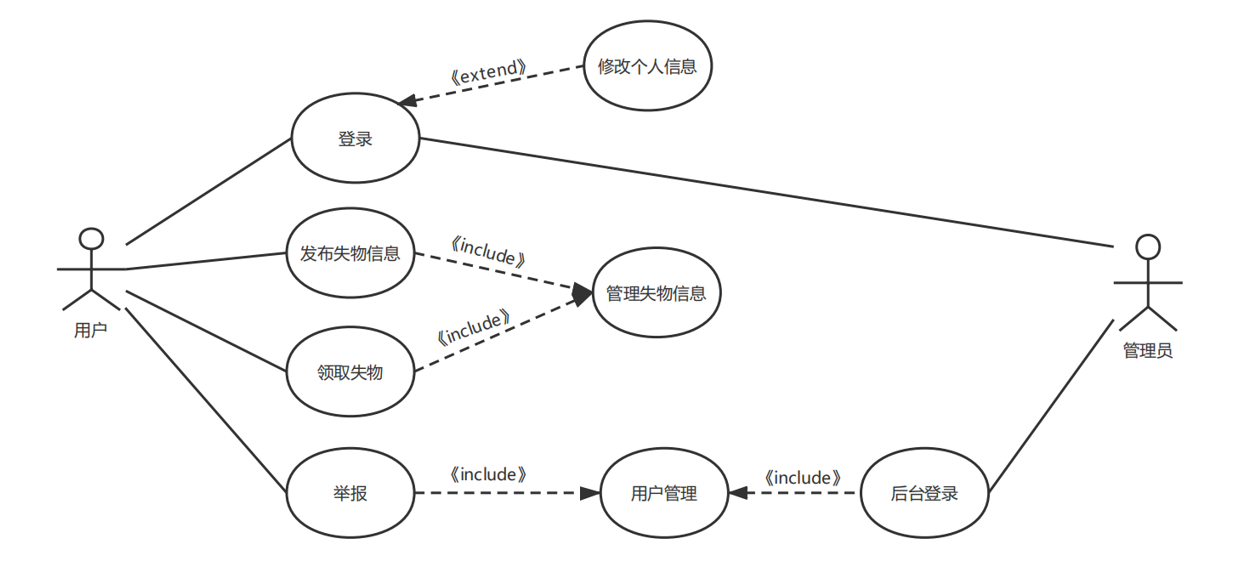 修改个人信息
《extend》
登录
发布失物信息
《include》
管理失物信息
用户
《include》
管理员
领取失物
举报
《include》
用户管理
《include》
后台登录